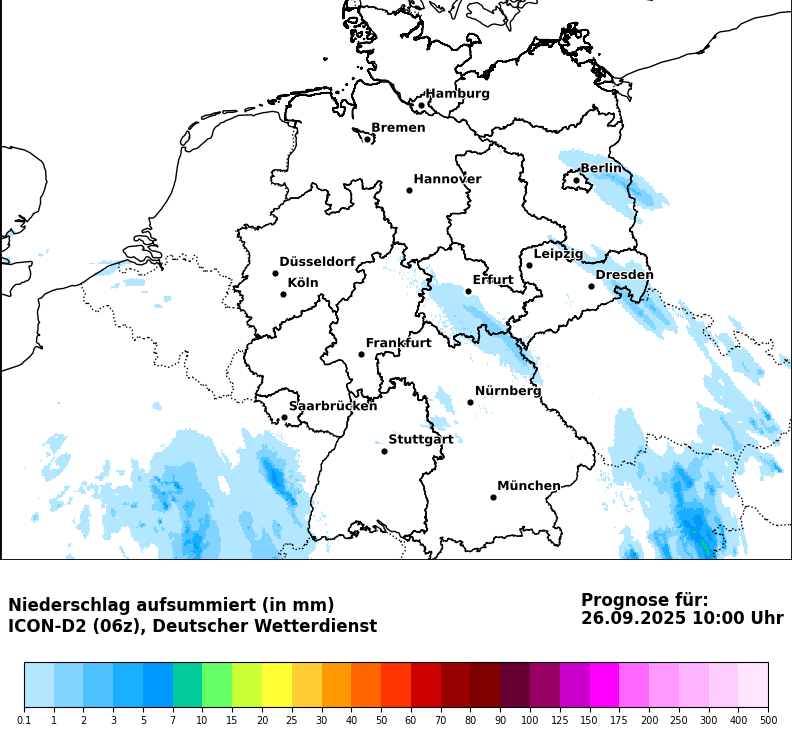 Hamburg
Bremen
Berlin
Hannover
Leipzig
Düsseldorf
Dresden
Erfurt
Köln
Frankfurt
Nürnberg
Saarbrücken
Stuttgart
München
Niederschlag aufsummiert (in mm)
ICON-D2 (06z), Deutscher Wetterdienst
Prognose für:
26.09.2025 10:00 Uhr
0.1 1 2 3 5 7 10 15 20 25 30 40 50 60 70 80 90 100 125 150 175 200 250 300 400 500